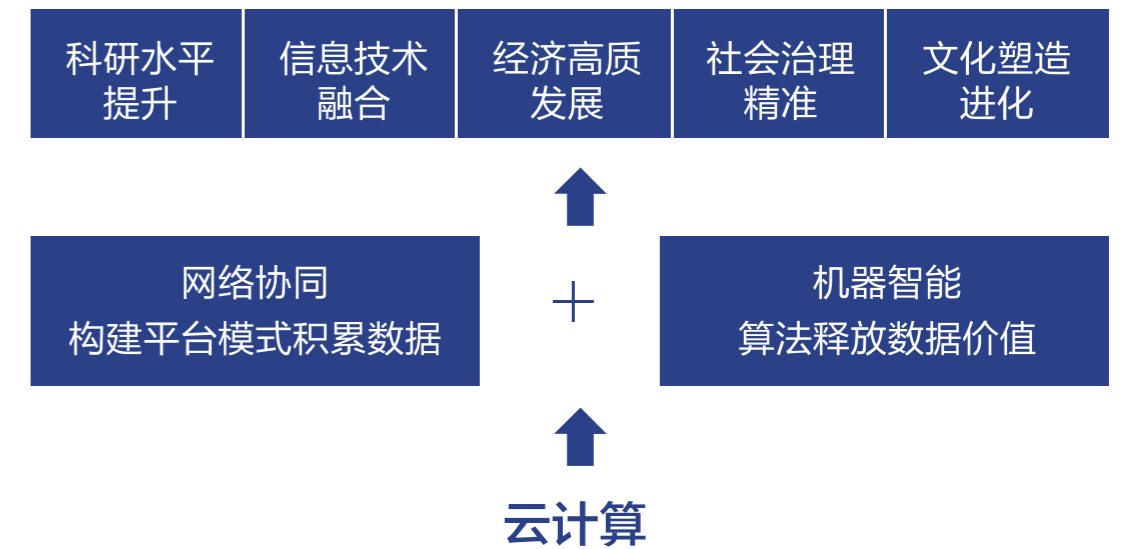 科研水平
提升
信息技术
融合
经济高质
发展
社会治理
精准
文化塑造
进化
网络协同
构建平台模式积累数据
+
机器智能
算法释放数据价值
云计算